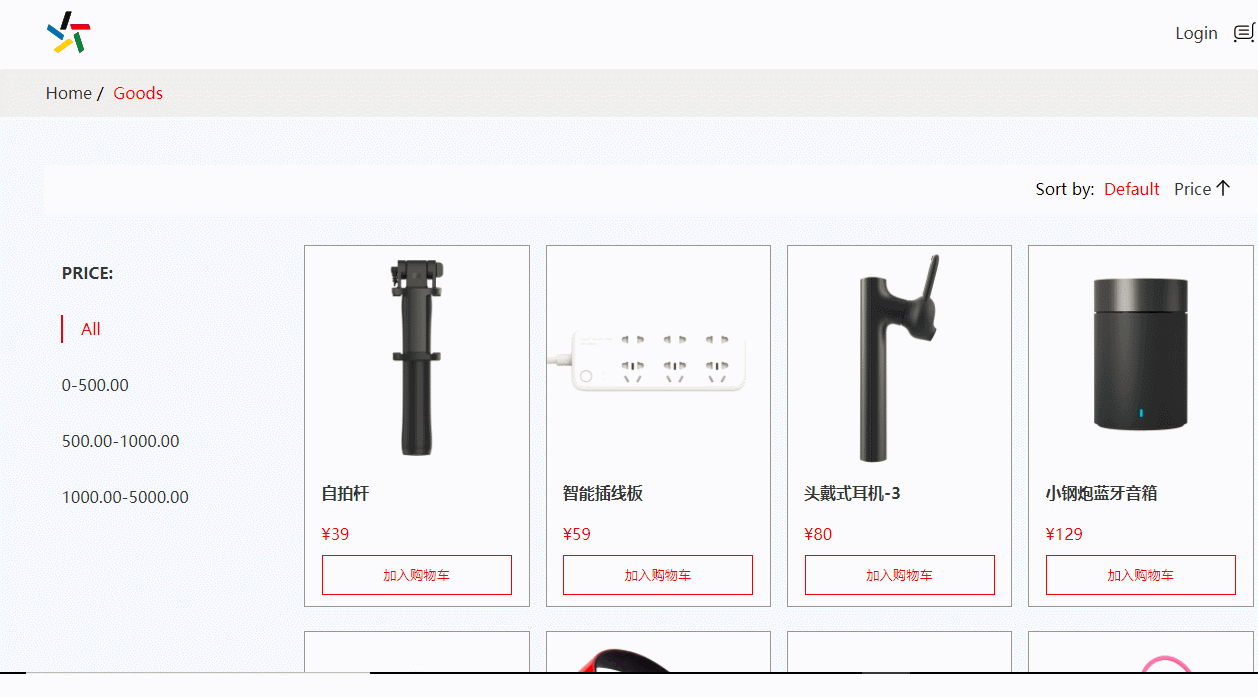 Login
Home / Goods
Sort by: Default Price
PRICE:
All
0-500.00
500.00-1000.00
1000.00-5000.00
自拍杆
¥39
加入购物车
智能插线板
¥59
加入购物车
头戴式耳机-3
¥80
加入购物车
小钢炮蓝牙音箱
¥129
加入购物车